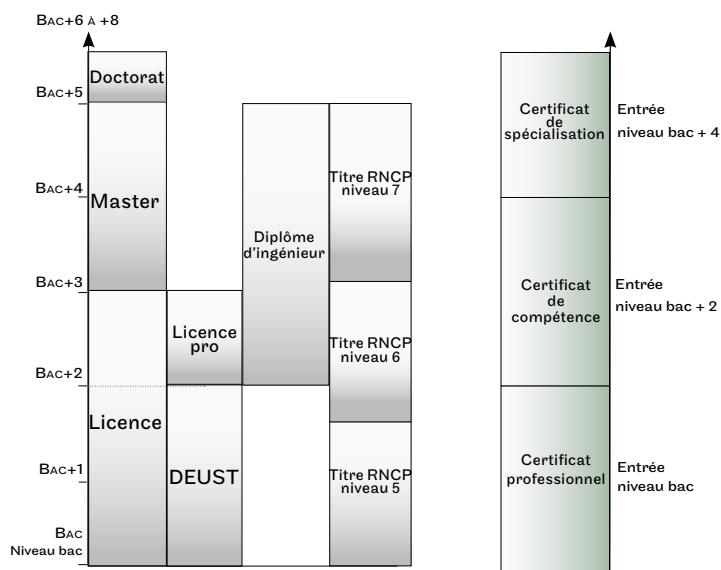 BAC+6 À +8
Doctorat
BAC+5
Master
BAC+4
BAC+3
Licence
pro
BAC+2
Licence
BAC+1
DEUST
BAC
Niveau bac
Diplôme
d'ingénieur
Titre RNCP
niveau 7
Titre RNCP
niveau 6
Titre RNCP
niveau 5
Certificat
de
spécialisation
Entrée
niveau bac + 4
Certificat
de
compétence
Entrée
niveau bac + 2
Certificat
professionnel
Entrée
niveau bac